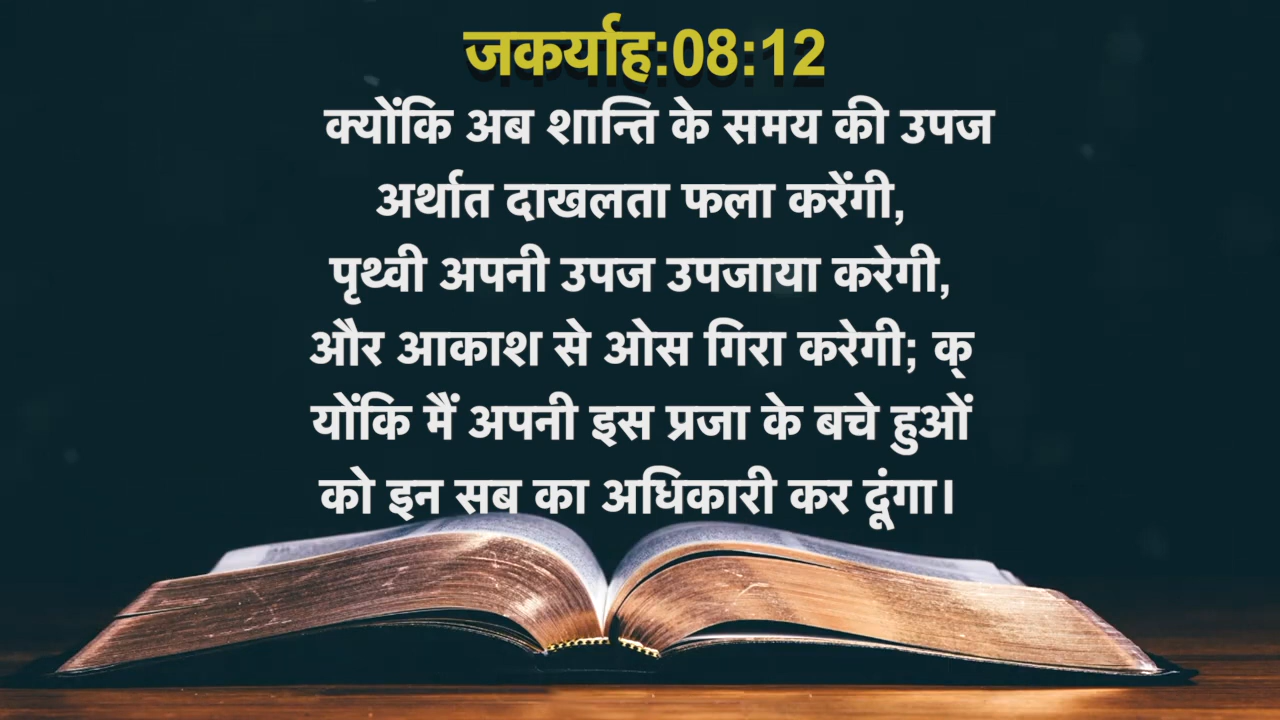 जकर्याह:08:12
क्योंकि अब शान्ति के समय की उपज
अर्थात दाखलता फला करेंगी,
पृथ्वी अपनी उपज उपजाया करेगी,
और आकाश से ओस गिरा करेगी; क्
योंकि मैं अपनी इस प्रजा के बचे हुओं
को इन सब का अधिकारी कर दूंगा।